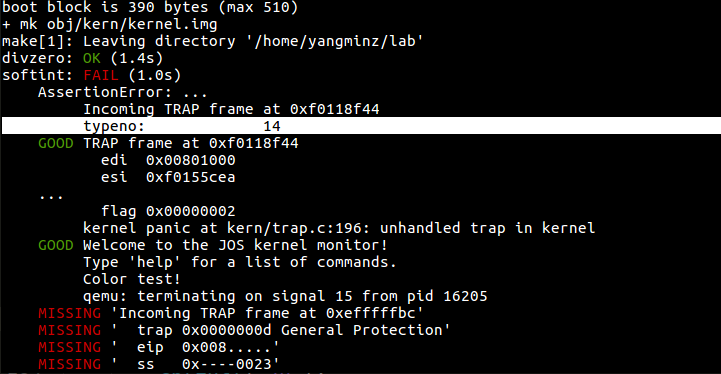 boot block is 390 bytes (max 510)
+ mk obj/kern/kernel.img
make[1]: Leaving directory '/home/yangminz/lab'
divzero: OK (1.4s)
softint: FAIL (1.0s)
    AssertionError: ...
         Incoming TRAP frame at 0xf0118f44
         typeno:             14
    GOOD TRAP frame at 0xf0118f44
           edi  0x00801000
           esi  0xf0155cea
    ...
           flag 0x00000002
         kernel panic at kern/trap.c:196: unhandled trap in kernel
    GOOD Welcome to the JOS kernel monitor!
         Type 'help' for a list of commands.
         Color test!
         qemu: terminating on signal 15 from pid 16205
    MISSING 'Incoming TRAP frame at 0xefffffbc'
    MISSING '  trap 0x0000000d General Protection'
    MISSING '  eip  0x008.....'
    MISSING '  ss   0x----0023'